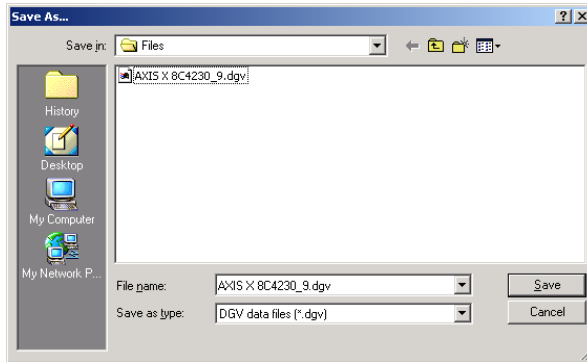 Save As...
Save in:
Files
AXIS X 8C4230_9.dgv
History
Desktop
My Computer
My Network P...
File name:
AXIS X 8C4230_9.dgv
Save
Save as type:
DGV data files (*.dgv)
Cancel